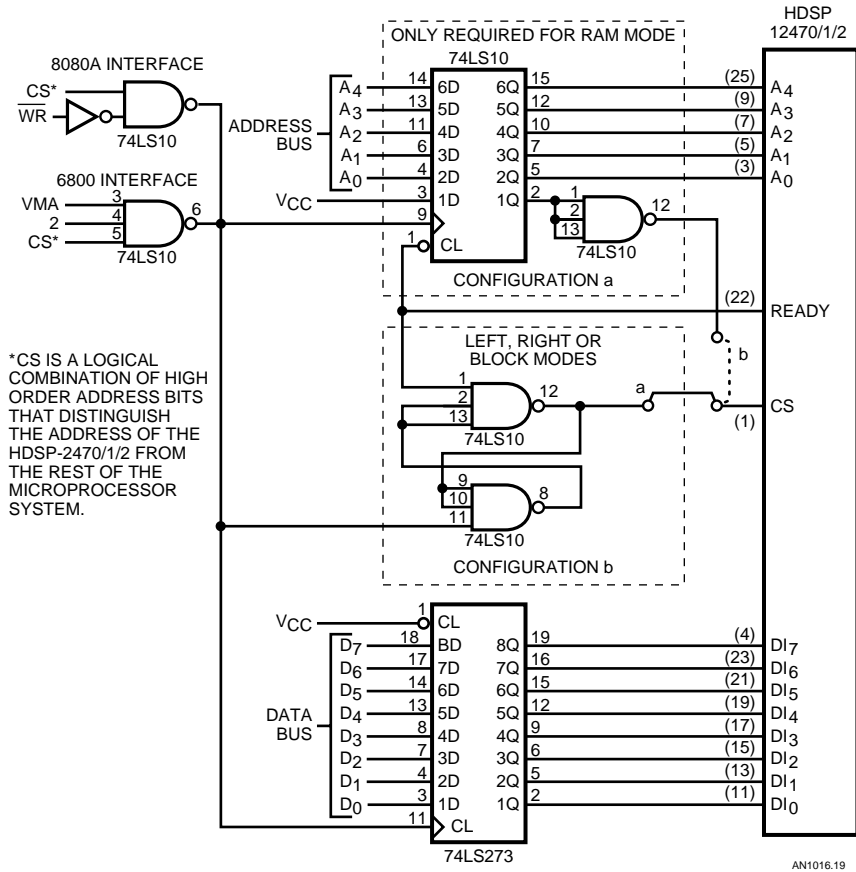 HDSP
12470/1/2
ONLY REQUIRED FOR RAM MODE
74LS10
8080A INTERFACE
CS*
WR
74LS10
6800 INTERFACE
VMA 3
2 4
CS* 5
6
74LS10
ADDRESS
BUS
A4 14 6D 6Q 15 (25) A4
A3 13 5D 5Q 12 (9) A3
A2 11 4D 4Q 10 (7) A2
A1 6 3D 3Q 7 (5) A1
A0 4 2D 2Q 5 (3) A0
VCC 3 1D 1Q 2
9
1 CL
1
2
13
12
74LS10
CONFIGURATION a
(22) READY
b
LEFT, RIGHT OR
BLOCK MODES
1
2
13
12
74LS10
a
CS
(1)
9
10
11
8
74LS10
CONFIGURATION b
*CS IS A LOGICAL
COMBINATION OF HIGH
ORDER ADDRESS BITS
THAT DISTINGUISH
THE ADDRESS OF THE
HDSP-2470/1/2 FROM
THE REST OF THE
MICROPROCESSOR
SYSTEM.
VCC 1 CL
DATA
BUS
D7 18 BD 8Q 19 (4) DI7
D6 17 7D 7Q 16 (23) DI6
D5 14 6D 6Q 15 (21) DI5
D4 13 5D 5Q 12 (19) DI4
D3 8 4D 4Q 9 (17) DI3
D2 7 3D 3Q 6 (15) DI2
D1 4 2D 2Q 5 (13) DI1
D0 3 1D 1Q 2 (11) DI0
11 CL
74LS273
AN1016.19